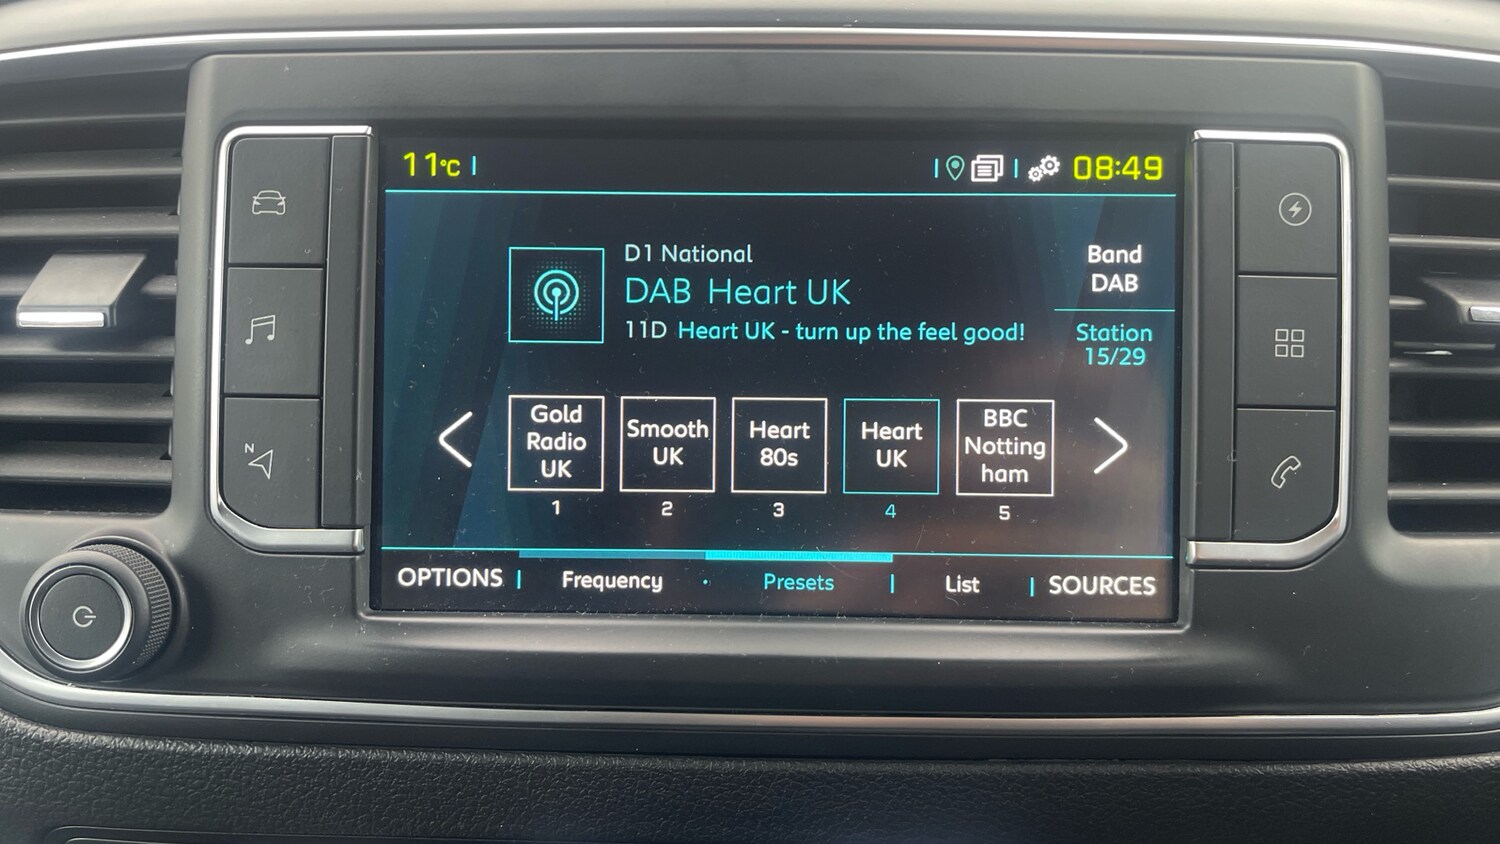 11°C
08:49
D1 National
DAB Heart UK
11D Heart UK - turn up the feel good!
Band
DAB
Station
15/29
Gold
Radio
UK
1
Smooth
UK
2
Heart
80s
3
Heart
UK
4
BBC
Notting
ham
5
N
OPTIONS
Frequency
Presets
List
SOURCES